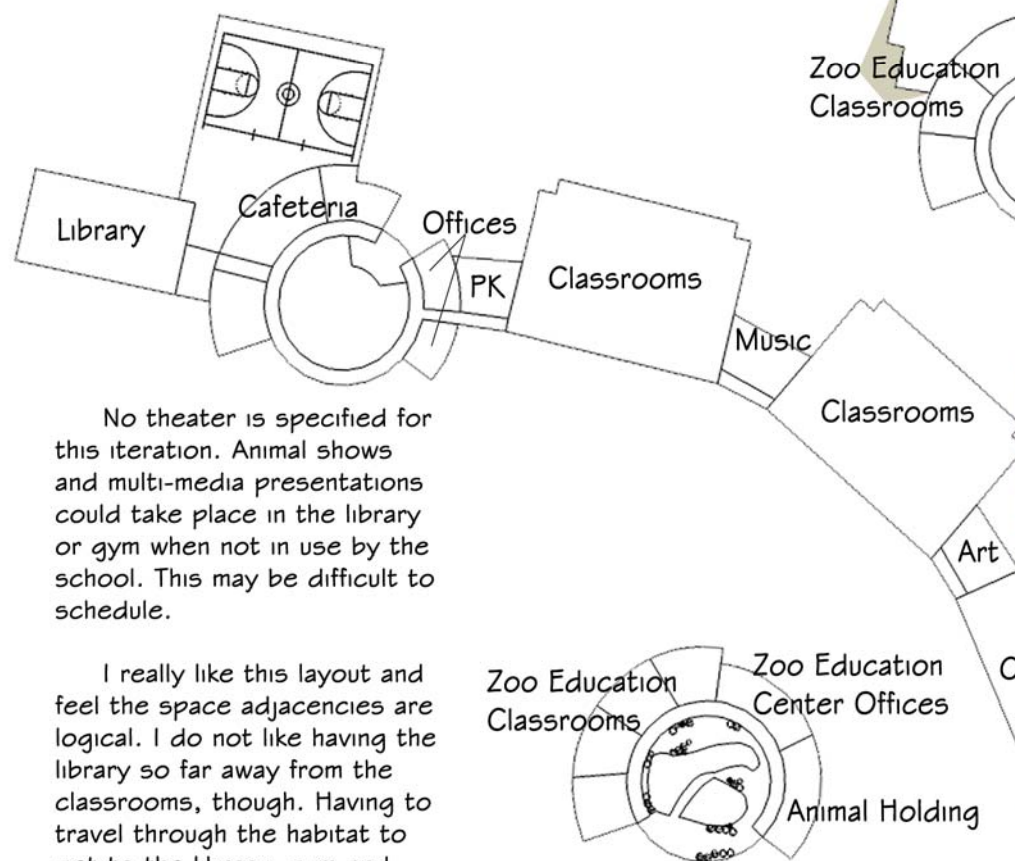 Zoo Education
Classrooms
Library
Cafeteria
Offices
PK
Classrooms
Music
Classrooms
Art
No theater is specified for
this iteration. Animal shows
and multi-media presentations
could take place in the library
or gym when not in use by the
school. This may be difficult to
schedule.
I really like this layout and
feel the space adjacencies are
logical. I do not like having the
library so far away from the
classrooms, though. Having to
travel through the habitat to
Zoo Education
Classrooms
Zoo Education
Center Offices
Animal Holding